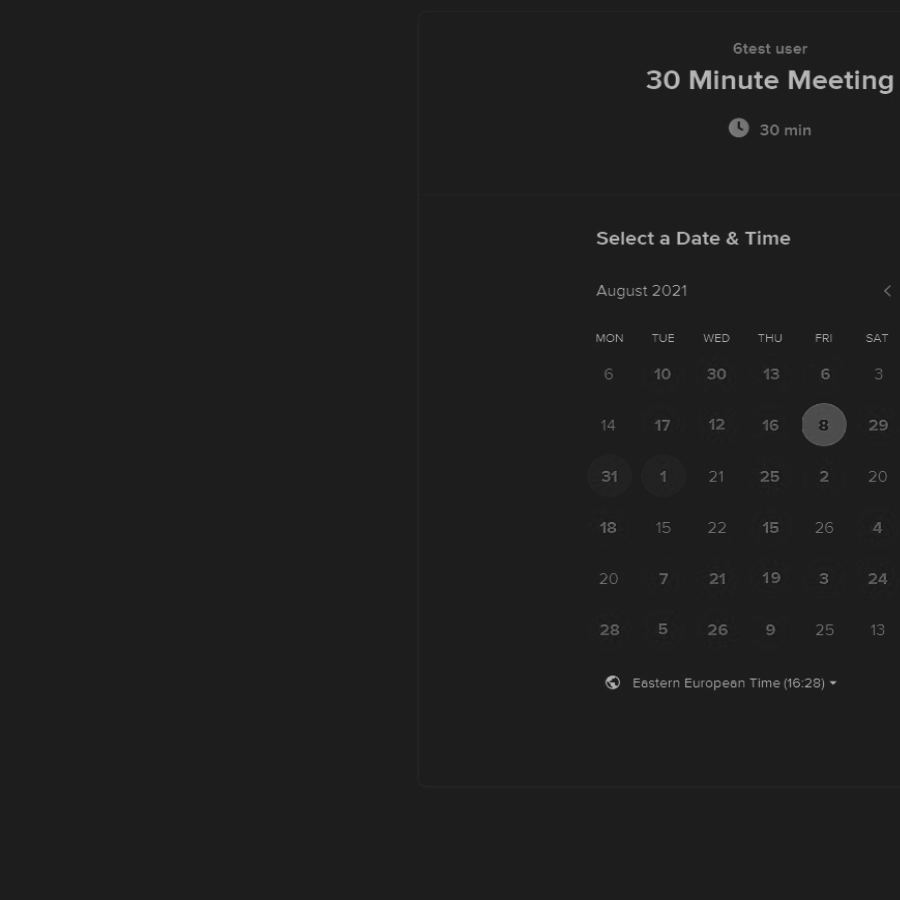 6test user
30 Minute Meeting
30 min
Select a Date & Time
August 2021
MON TUE WED THU FRI SAT
6 10 30 13 6 3
14 17 12 16 8 29
31 1 21 25 2 20
18 15 22 15 26 4
20 7 21 19 3 24
28 5 26 9 25 13
Eastern European Time (16:28)